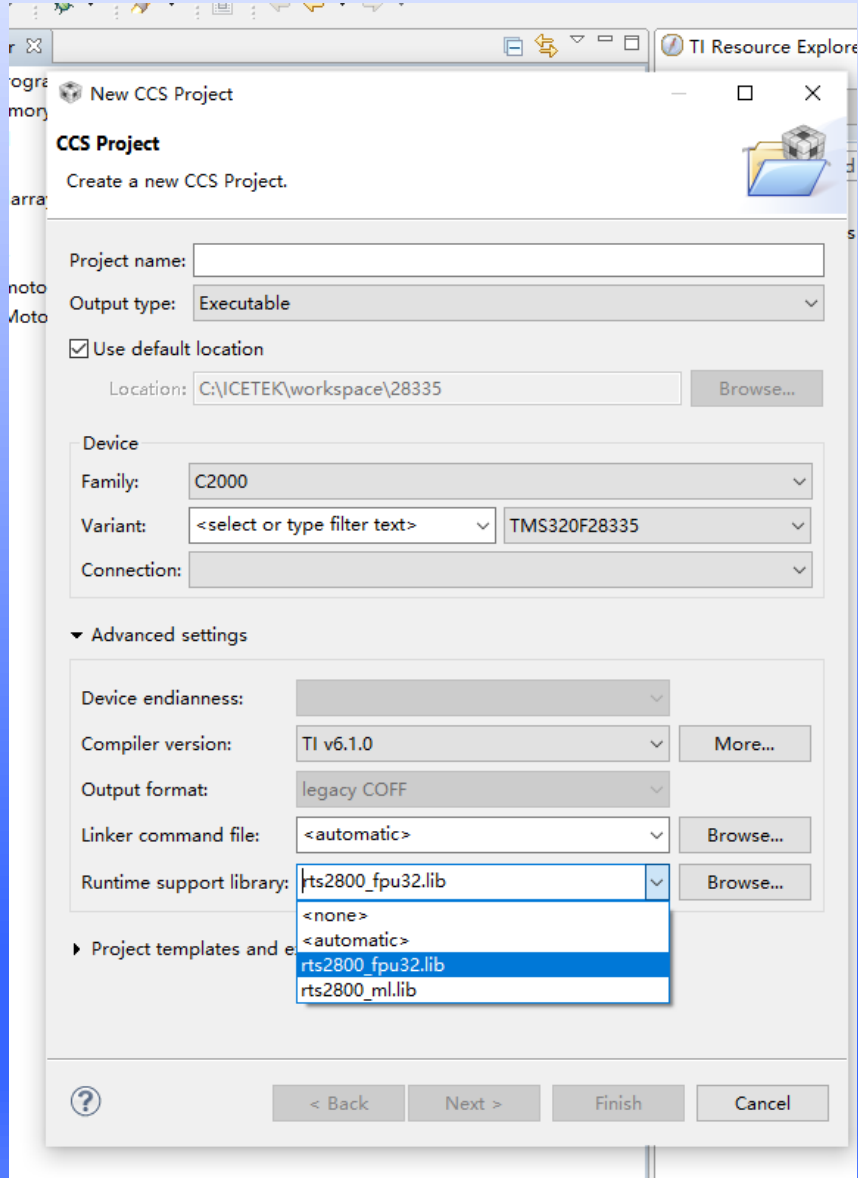 TI Resource Explore
New CCS Project
CCS Project
Create a new CCS Project.
Project name:
Output type: Executable
Use default location
Location: C:\ICETEK\workspace\28335 Browse...
Device
Family: C2000
Variant: <select or type filter text> TMS320F28335
Connection:
Advanced settings
Device endianness:
Compiler version: TI v6.1.0 More...
Output format: legacy COFF
Linker command file: <automatic> Browse...
Runtime support library: rts2800_fpu32.lib Browse...
<none>
<automatic>
Project templates and e
rts2800_fpu32.lib
rts2800_ml.lib
< Back Next > Finish Cancel